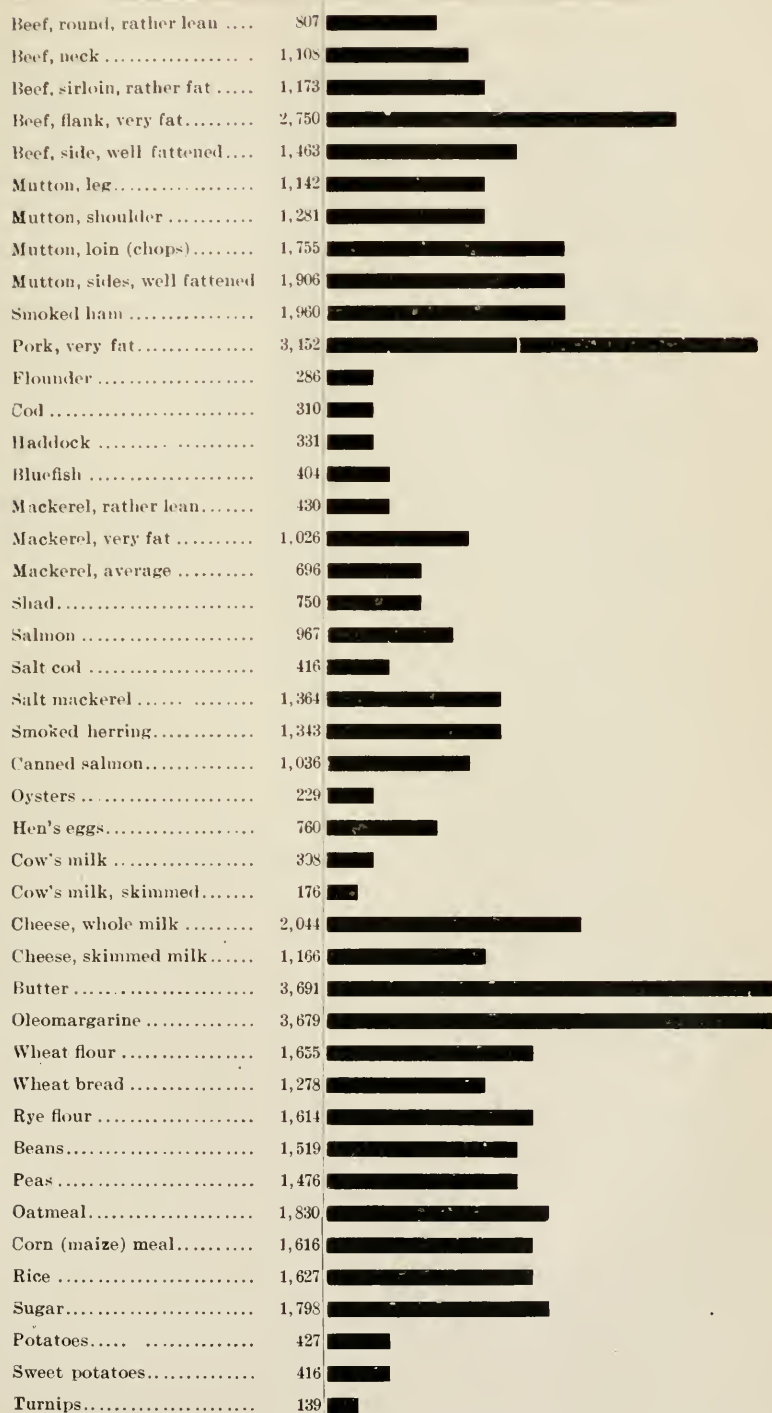 Beef, round, rather lean .... 807
Beef, neck ................. . 1,108
Beef, sirloin, rather fat ..... 1,173
Beef, flank, very fat......... 2,750
Beef, side, well fattened.... 1,463
Mutton, leg.................. 1,142
Mutton, shoulder ........... 1,281
Mutton, loin (chops)........ 1,755
Mutton, sides, well fattened 1,906
Smoked ham ................ 1,960
Pork, very fat............... 3,452
Flounder .................... 286
Cod ......................... 310
Haddock ......... .......... 331
Bluefish .................... 404
Mackerel, rather lean....... 430
Mackerel, very fat .......... 1,026
Mackerel, average .......... 696
Shad........................ 750
Salmon ..................... 967
Salt cod .................... 416
Salt mackerel ...... ........ 1,364
Smoked herring............. 1,343
Canned salmon.............. 1,036
Oysters ..................... 229
Hen's eggs.................. 760
Cow's milk ................. 308
Cow's milk, skimmed....... 176
Cheese, whole milk ......... 2,044
Cheese, skimmed milk...... 1,166
Butter ...................... 3,691
Oleomargarine .............. 3,679
Wheat flour ................ 1,655
Wheat bread ............... 1,278
Rye flour ................... 1,614
Beans....................... 1,519
Peas ........................ 1,476
Oatmeal..................... 1,830
Corn (maize) meal.......... 1,616
Rice ........................ 1,627
Sugar....................... 1,798
Potatoes..... .............. 427
Sweet potatoes.............. 416
Turnips..................... 139